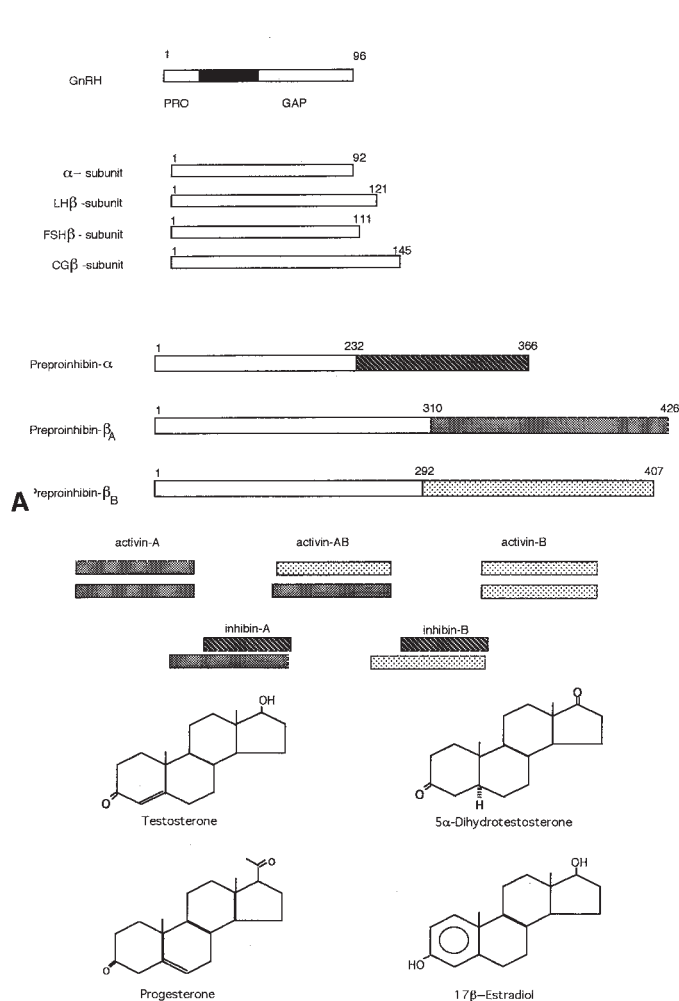 1 96
GnRH
PRO GAP
1 92
α- subunit
1 121
LHβ -subunit
1 111
FSHβ - subunit
1 145
CGβ -subunit
1 232 366
Preproinhibin-α
1 310 426
Preproinhibin-βA
1 292 407
A Preproinhibin-βB
activin-A activin-AB activin-B
inhibin-A inhibin-B
OH O
O O H
Testosterone 5α-Dihydrotestosterone
O OH
O HO
Progesterone 17β-Estradiol